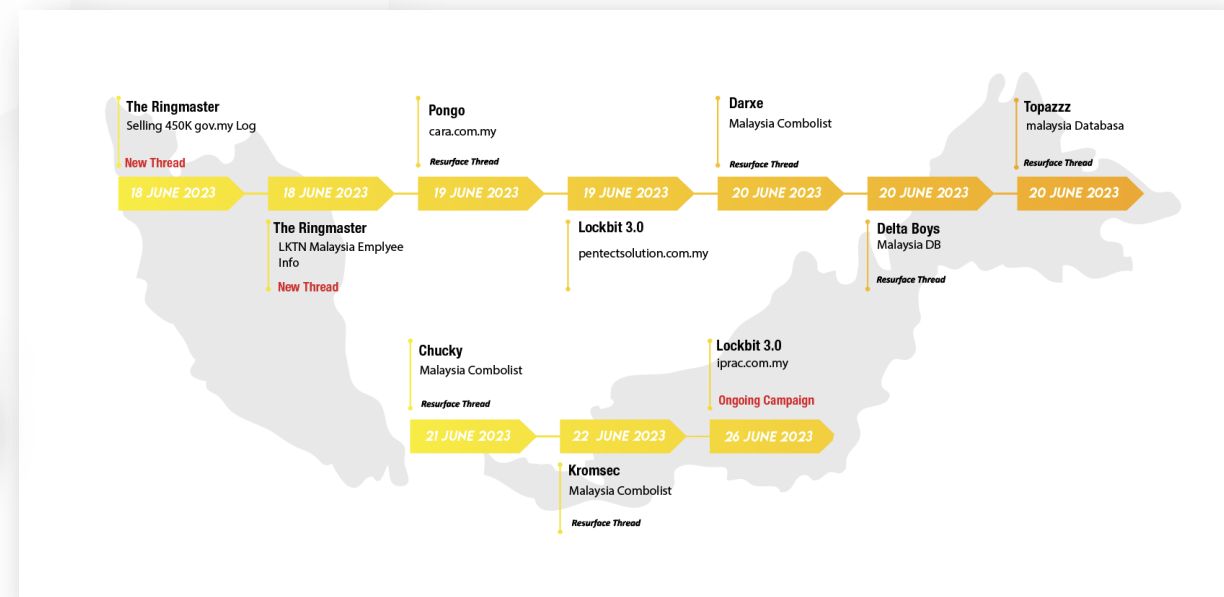 The Ringmaster
Selling 450K gov.my Log
New Thread
18 JUNE 2023
18 JUNE 2023
The Ringmaster
LKTN Malaysia Emplyee
Info
New Thread
Pongo
cara.com.my
Resurface Thread
19 JUNE 2023
19 JUNE 2023
Lockbit 3.0
pentectsolution.com.my
Darxe
Malaysia Combolist
Resurface Thread
20 JUNE 2023
20 JUNE 2023
Delta Boys
Malaysia DB
Resurface Thread
Topazzz
malaysia Databasa
Resurface Thread
20 JUNE 2023
Chucky
Malaysia Combolist
Resurface Thread
21 JUNE 2023
22 JUNE 2023
Kromsec
Malaysia Combolist
Resurface Thread
Lockbit 3.0
iprac.com.my
Ongoing Campaign
26 JUNE 2023